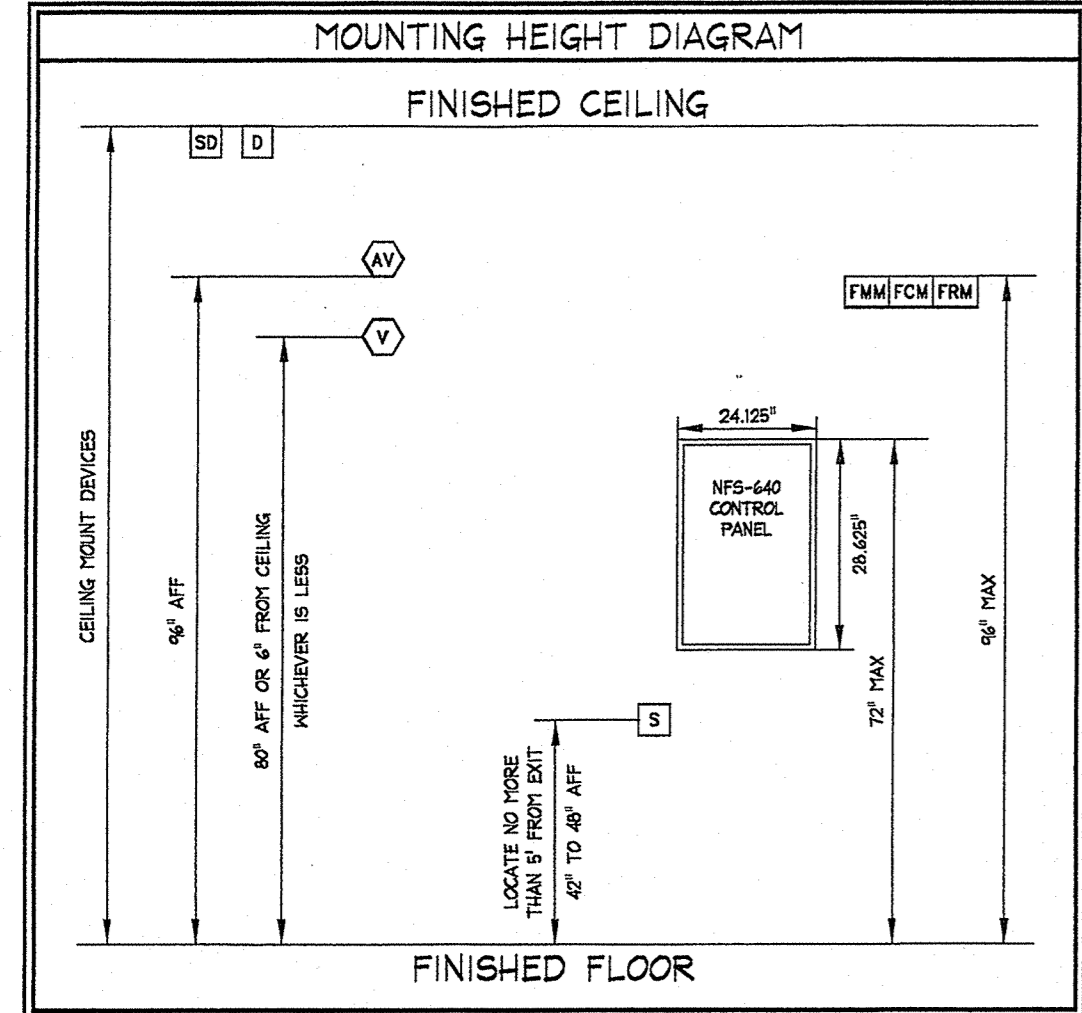 MOUNTING HEIGHT DIAGRAM
FINISHED CEILING
SD
D
AV
V
FMM
FCM
FRM
CEILING MOUNT DEVICES
96" AFF
80" AFF OR 6" FROM CEILING
WHICHEVER IS LESS
24.125"
NFS-640
CONTROL
PANEL
28.625"
72" MAX
96" MAX
S
LOCATE NO MORE
THAN 5' FROM EXIT
42" TO 48" AFF
FINISHED FLOOR